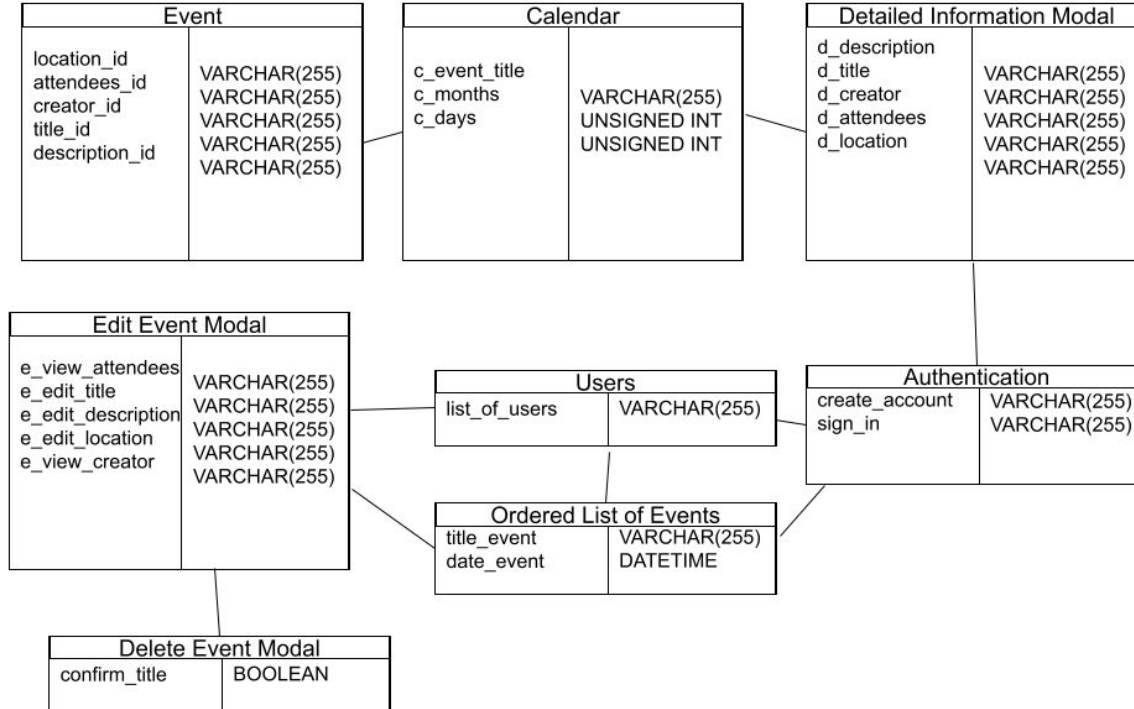 Event
location_id
attendees_id
creator_id
title_id
description_id
VARCHAR(255)
VARCHAR(255)
VARCHAR(255)
VARCHAR(255)
VARCHAR(255)
Calendar
c_event_title
c_months
c_days
VARCHAR(255)
UNSIGNED INT
UNSIGNED INT
Detailed Information Modal
d_description
d_title
d_creator
d_attendees
d_location
VARCHAR(255)
VARCHAR(255)
VARCHAR(255)
VARCHAR(255)
VARCHAR(255)
Edit Event Modal
e_view_attendees
e_edit_title
e_edit_description
e_edit_location
e_view_creator
VARCHAR(255)
VARCHAR(255)
VARCHAR(255)
VARCHAR(255)
VARCHAR(255)
Users
list_of_users
VARCHAR(255)
Authentication
create_account
sign_in
VARCHAR(255)
VARCHAR(255)
Ordered List of Events
title_event
date_event
VARCHAR(255)
DATETIME
Delete Event Modal
confirm_title
BOOLEAN